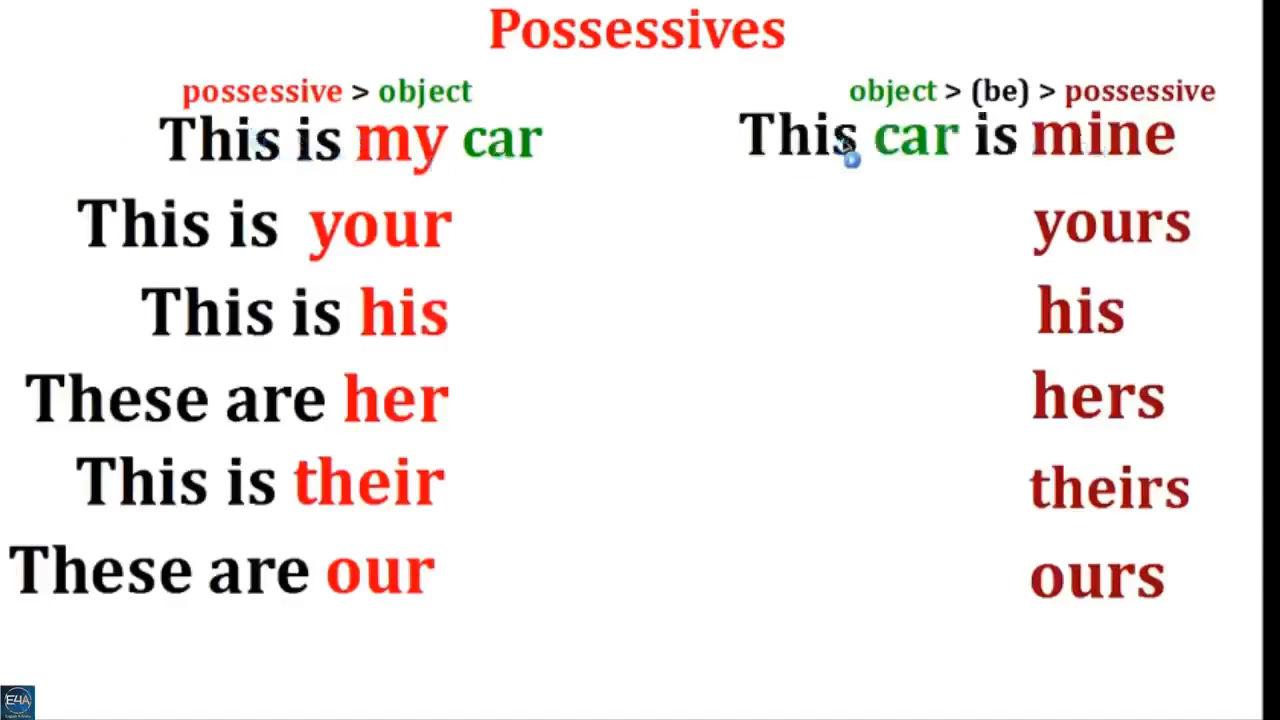 Possessives
possessive > object
object > (be) > possessive
This is my car
This car is mine
This is your
yours
This is his
his
These are her
hers
This is their
theirs
These are our
ours
E4A